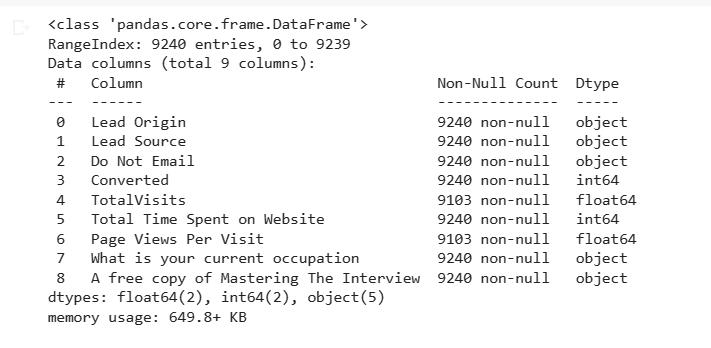 <class 'pandas.core.frame.DataFrame'>
RangeIndex: 9240 entries, 0 to 9239
Data columns (total 9 columns):
 #   Column                                  Non-Null Count  Dtype
---  ------                                  --------------  -----
 0   Lead Origin                             9240 non-null   object
 1   Lead Source                             9240 non-null   object
 2   Do Not Email                            9240 non-null   object
 3   Converted                               9240 non-null   int64
 4   TotalVisits                             9103 non-null   float64
 5   Total Time Spent on Website             9240 non-null   int64
 6   Page Views Per Visit                    9103 non-null   float64
 7   What is your current occupation         9240 non-null   object
 8   A free copy of Mastering The Interview  9240 non-null   object
dtypes: float64(2), int64(2), object(5)
memory usage: 649.8+ KB